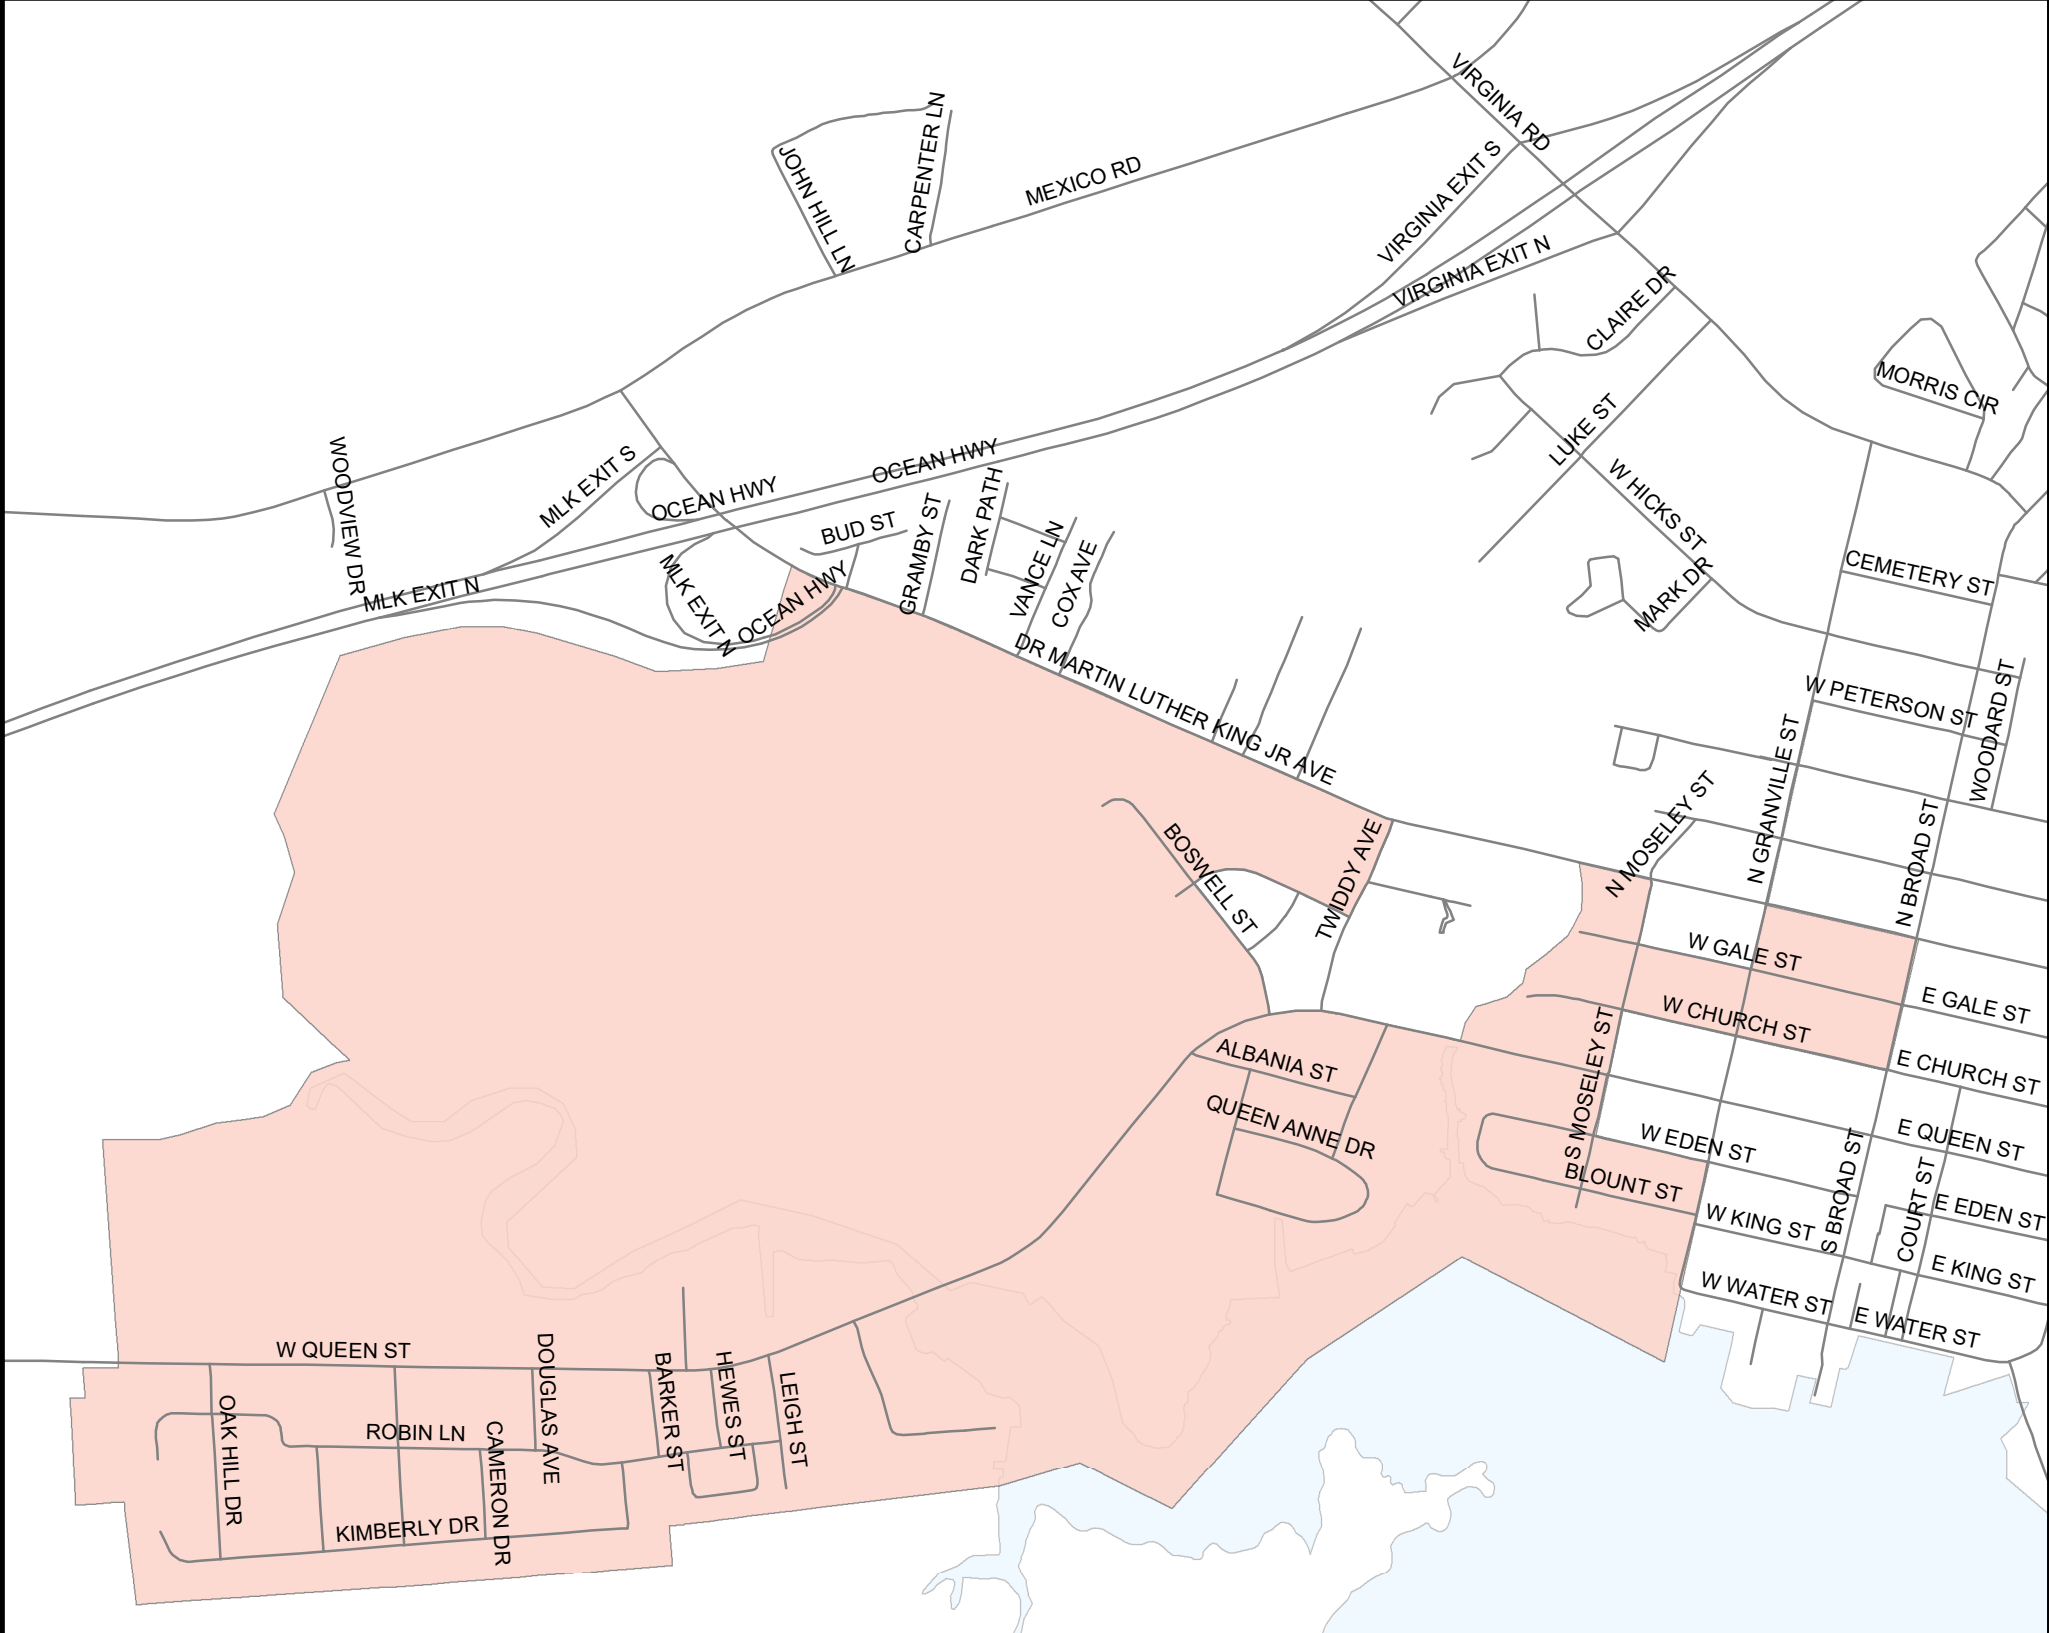 VIRGINIA RD
CARPENTER LN
JOHN HILL LN
MEXICO RD
VIRGINIA EXIT S
VIRGINIA EXIT N
CLAIRE DR
MORRIS CIR
LUKE ST
WOODVIEW DR
MLK EXIT S
OCEAN HWY
OCEAN HWY
W HICKS ST
BUD ST
GRAMBY ST
DARK PATH
VANCE LN
COX AVE
CEMETERY ST
MLK EXIT N
MLK EXIT N
OCEAN HWY
MARK DR
DR MARTIN LUTHER KING JR AVE
W PETERSON ST
WOODARD ST
N GRANVILLE ST
N MOSELEY ST
N BROAD ST
BOSWELL ST
TWIDDY AVE
W GALE ST
E GALE ST
W CHURCH ST
E CHURCH ST
ALBANIA ST
S MOSELEY ST
QUEEN ANNE DR
W EDEN ST
E QUEEN ST
BLOUNT ST
S BROAD ST
COURT ST
E EDEN ST
W KING ST
E KING ST
W WATER ST
E WATER ST
W QUEEN ST
DOUGLAS AVE
BARKER ST
HEWES ST
LEIGH ST
OAK HILL DR
ROBIN LN
CAMERON DR
KIMBERLY DR